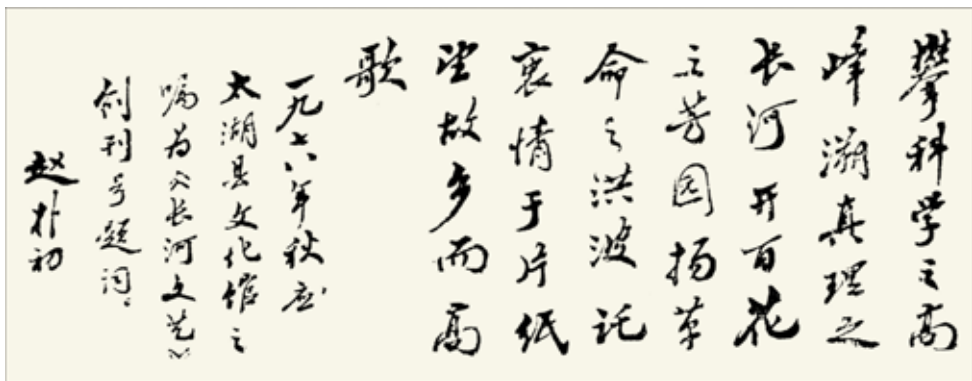 攀科学之高
峰溯真理之
长河开百花
之芳园扬革
命之洪波讬
衷情于片纸
望故乡而高
歌
一九七八年秋应
太湖县文化馆之
嘱为《长河文艺》
创刊号题词。
赵朴初